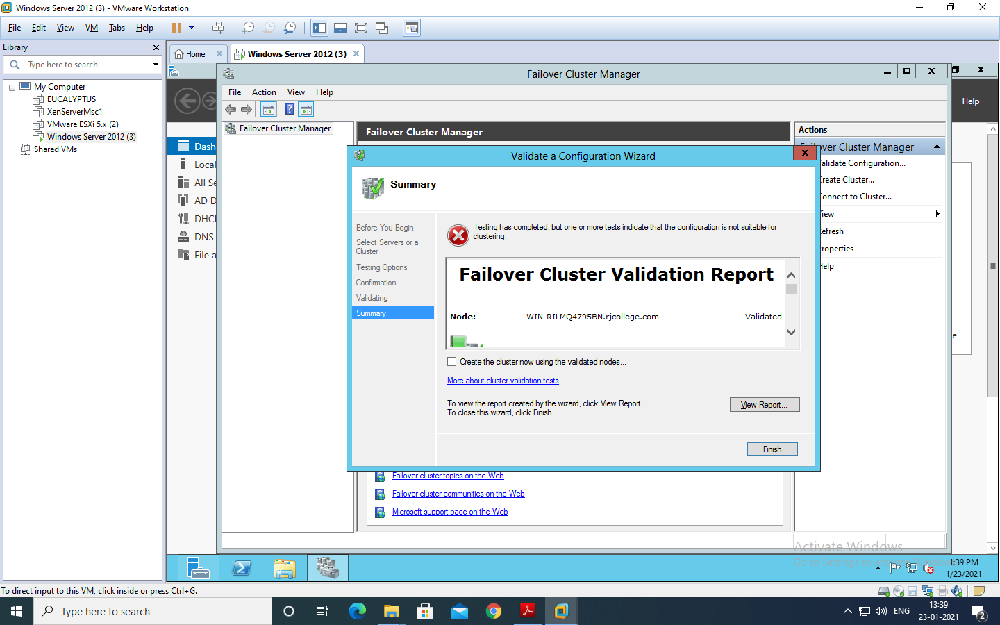 Windows Server 2012 (3) - VMware Workstation
File Edit View VM Tabs Help
Library
Home
Windows Server 2012 (3)
Type here to search
My Computer
EUCALYPTUS
XenServerMsc1
VMware ESXi 5.x (2)
Windows Server 2012 (3)
Shared VMs
Failover Cluster Manager
File Action View Help
Help
Failover Cluster Manager
Failover Cluster Manager
Actions
over Cluster Manager
alidate Configuration...
reate Cluster...
onnect to Cluster...
iew
efresh
roperties
elp
Dash
Local
All Se
AD D
DHCI
DNS
File a
Validate a Configuration Wizard
Summary
Before You Begin
Select Servers or a
Cluster
Testing Options
Confirmation
Validating
Summary
Testing has completed, but one or more tests indicate that the configuration is not suitable for
clustering.
Failover Cluster Validation Report
Node: WIN-RILMQ4795BN.rjcollege.com Validated
Create the cluster now using the validated nodes...
More about cluster validation tests
To view the report created by the wizard, click View Report.
To close this wizard, click Finish.
View Report...
Finish
e
Failover cluster topics on the Web
Failover cluster communities on the Web
Microsoft support page on the Web
Activate Windows
Go to Settings to
1:39 PM
1/23/2021
To direct input to this VM, click inside or press Ctrl+G.
Type here to search
ENG
13:39
23-01-2021
2